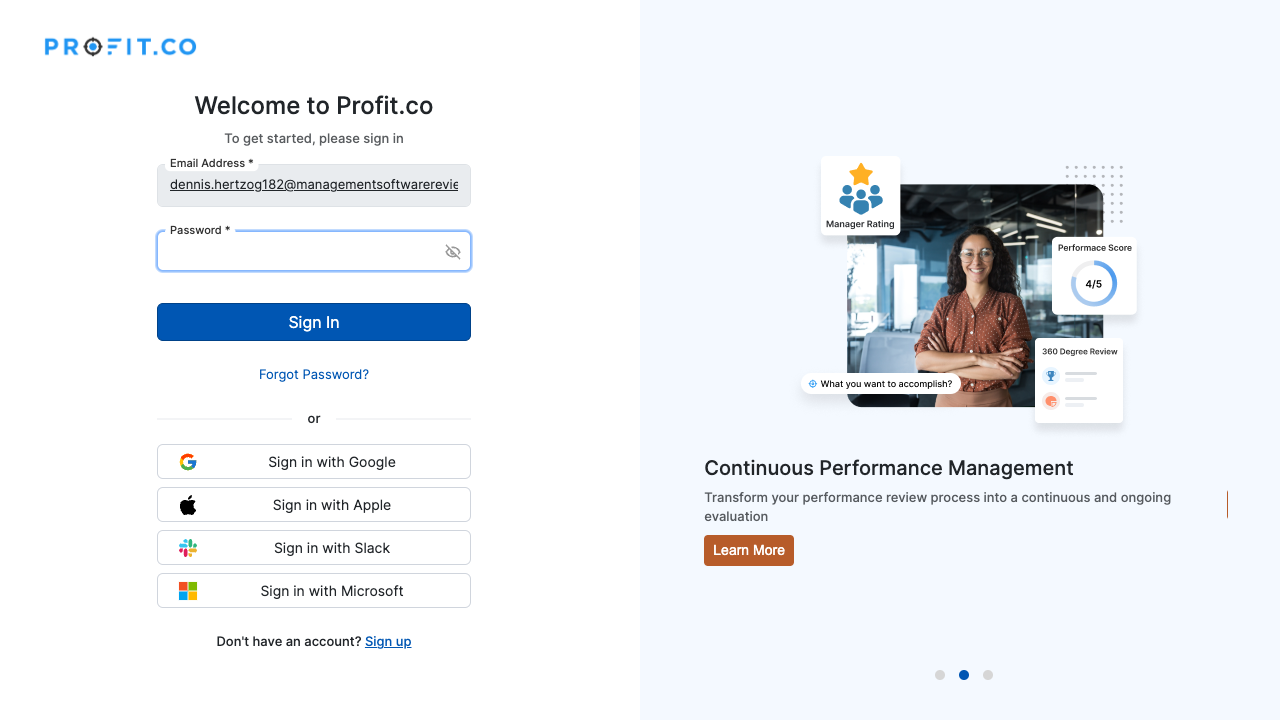 PROFIT.CO
Welcome to Profit.co
To get started, please sign in
Email Address *
dennis.hertzog182@managementsoftwarerevie
Password *
Sign In
Forgot Password?
or
Sign in with Google
Sign in with Apple
Sign in with Slack
Sign in with Microsoft
Don't have an account? Sign up
Manager Rating
Performace Score
4/5
360 Degree Review
What you want to accomplish?
Continuous Performance Management
Transform your performance review process into a continuous and ongoing
evaluation
Learn More